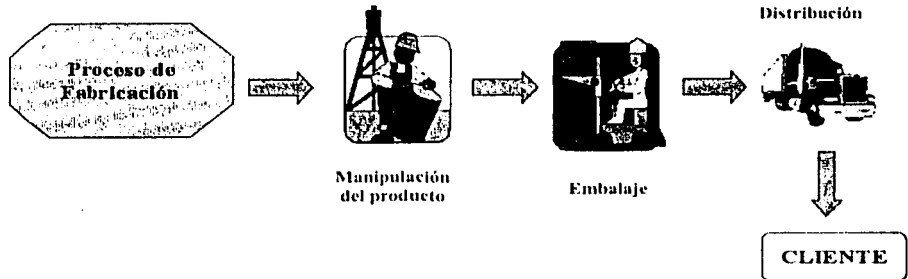 Proceso de
Fabricación
Manipulación
del producto
Embalaje
Distribución
CLIENTE